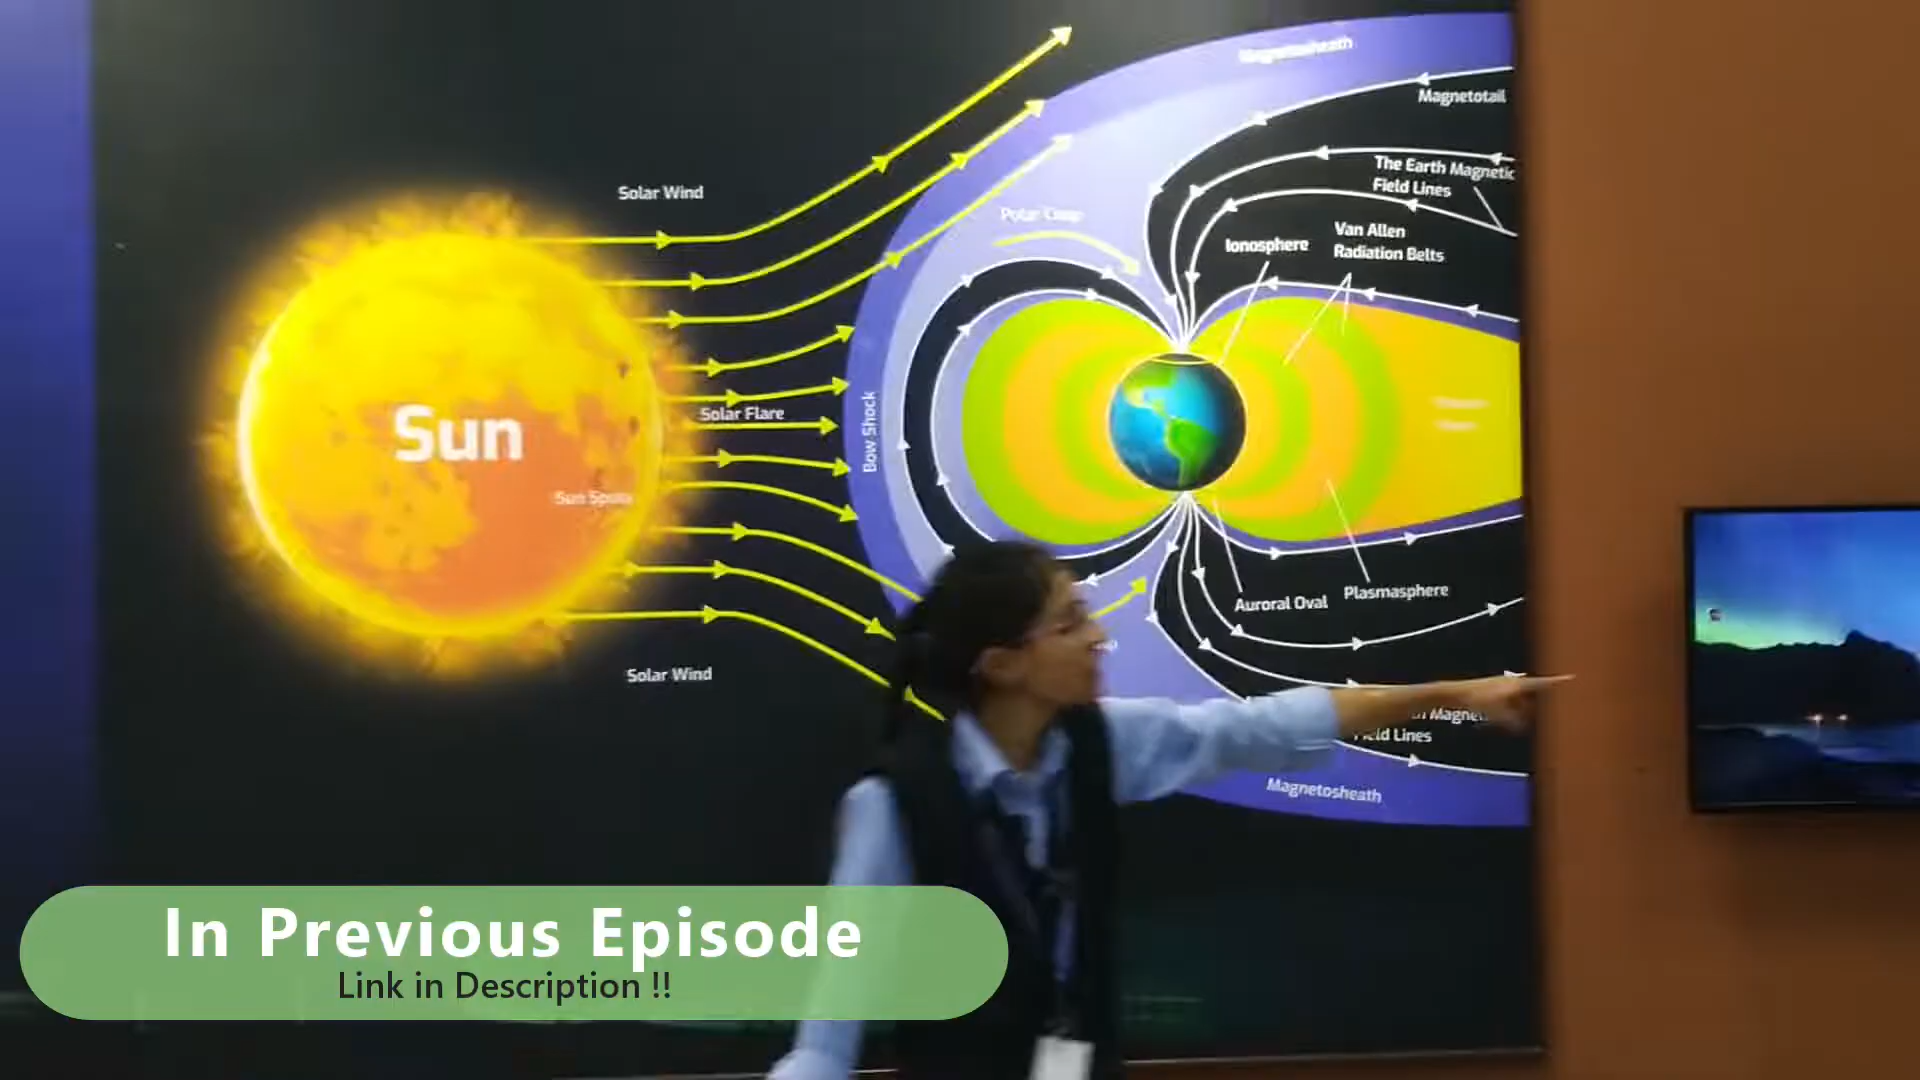 Magnetosheath
Magnetotail
The Earth Magnetic
Field Lines
Solar Wind
Polar Cusp
Van Allen
Radiation Belts
Ionosphere
Solar Flare
Bow Shock
Sun
Sun Spots
Auroral Oval
Plasmasphere
Solar Wind
Field Lines
Magnetosheath
In Previous Episode
Link in Description !!